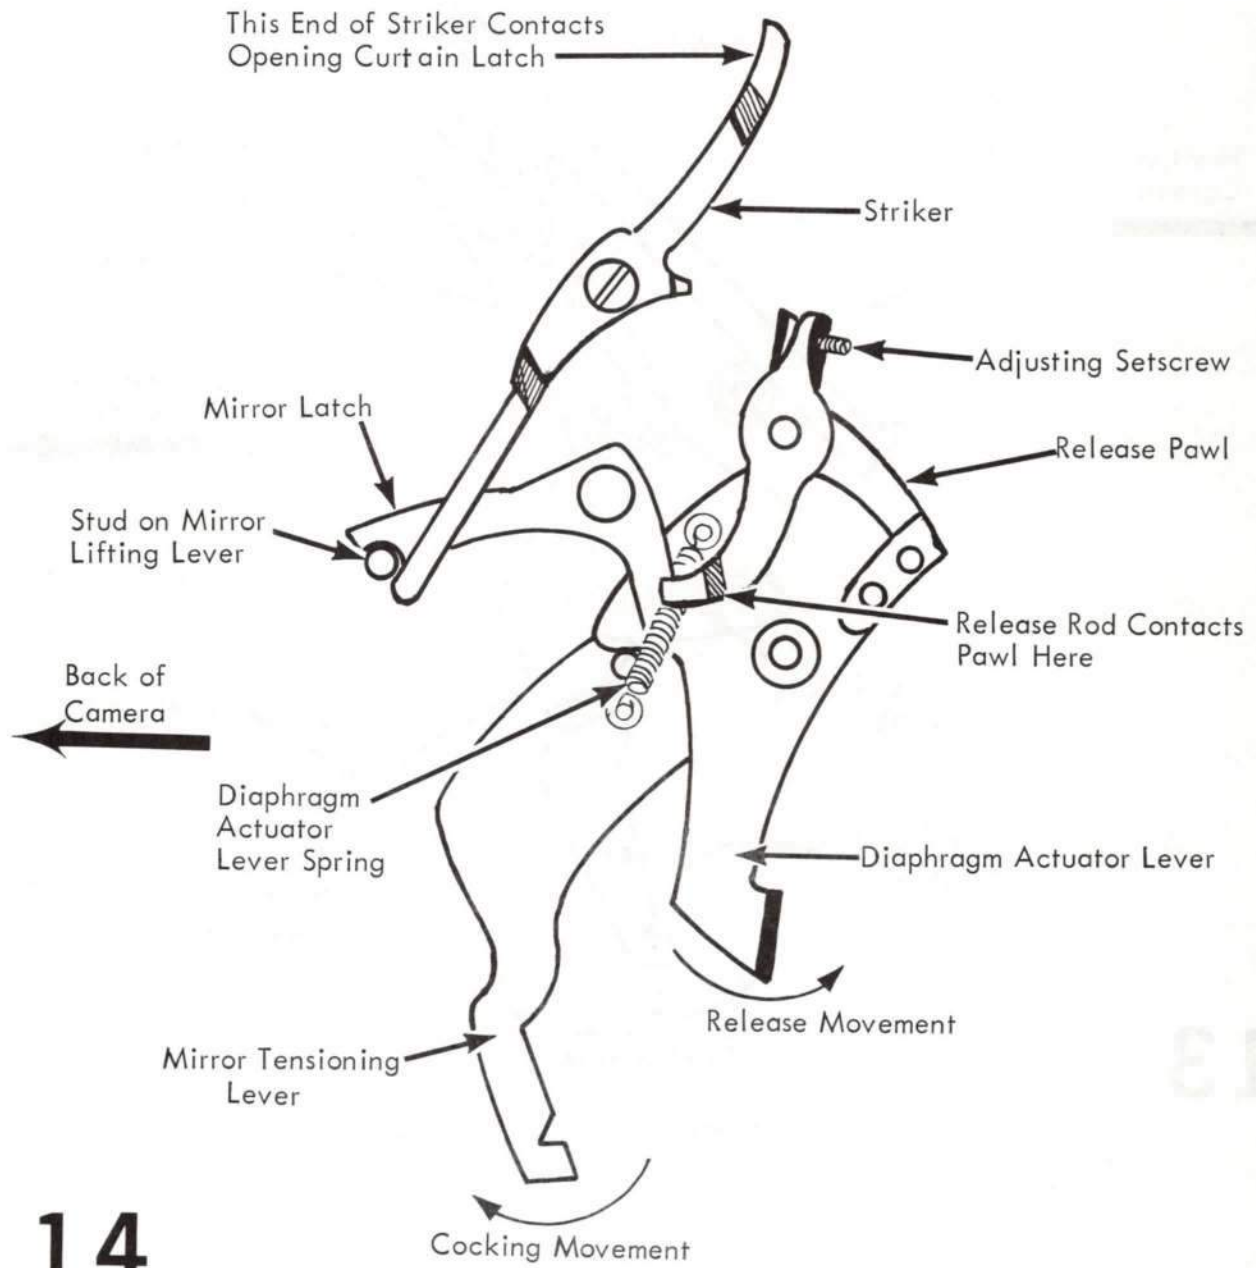 This End of Striker Contacts
Opening Curtain Latch
Striker
Adjusting Setscrew
Mirror Latch
Release Pawl
Stud on Mirror
Lifting Lever
Release Rod Contacts
Pawl Here
Back of
Camera
Diaphragm
Actuator
Lever Spring
Diaphragm Actuator Lever
Release Movement
Mirror Tensioning
Lever
Cocking Movement
14